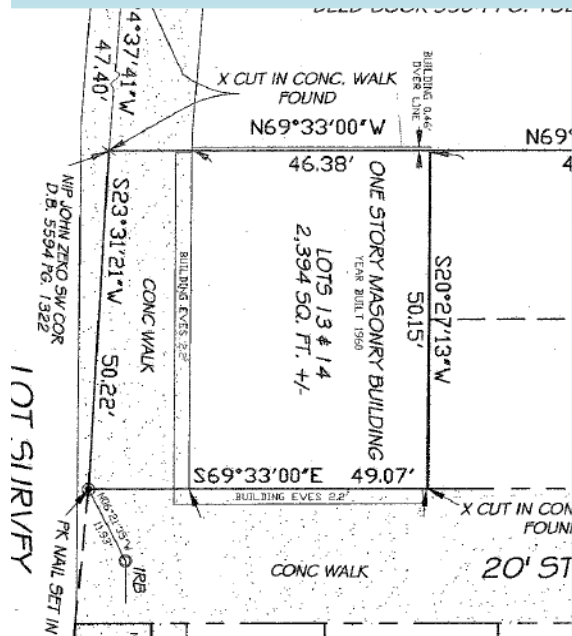 4°37'41"W
47.40'
X CUT IN CONC. WALK
FOUND
BUILDING 0.46'
OVER LINE
N69°33'00"W
N69°
46.38'
4
NIP JOHN ZEKO SW COR
D.B. 5594 PG. 1322
S23°31'21"W
50.22'
CONC WALK
BUILDING EVES 2.2'
LOTS 13 & 14
2,394 SQ. FT. +/-
ONE STORY MASONRY BUILDING
YEAR BUILT 1960
50.15'
S20°27'13"W
S69°33'00"E 49.07'
BUILDING EVES 2.2'
LOT SURVEY
PK NAIL SET IN
11.93'
IRB
CONC WALK
X CUT IN CON
FOUN
20' ST